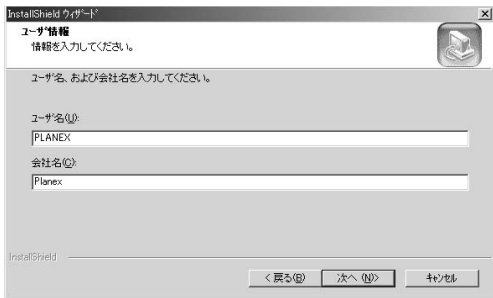 InstallShield ウィザード
ユーザ情報
情報を入力してください。
ユーザ名、および会社名を入力してください。
ユーザ名(U):
PLANEX
会社名(C):
Planex
InstallShield
< 戻る(B) 次へ (N)> キャンセル